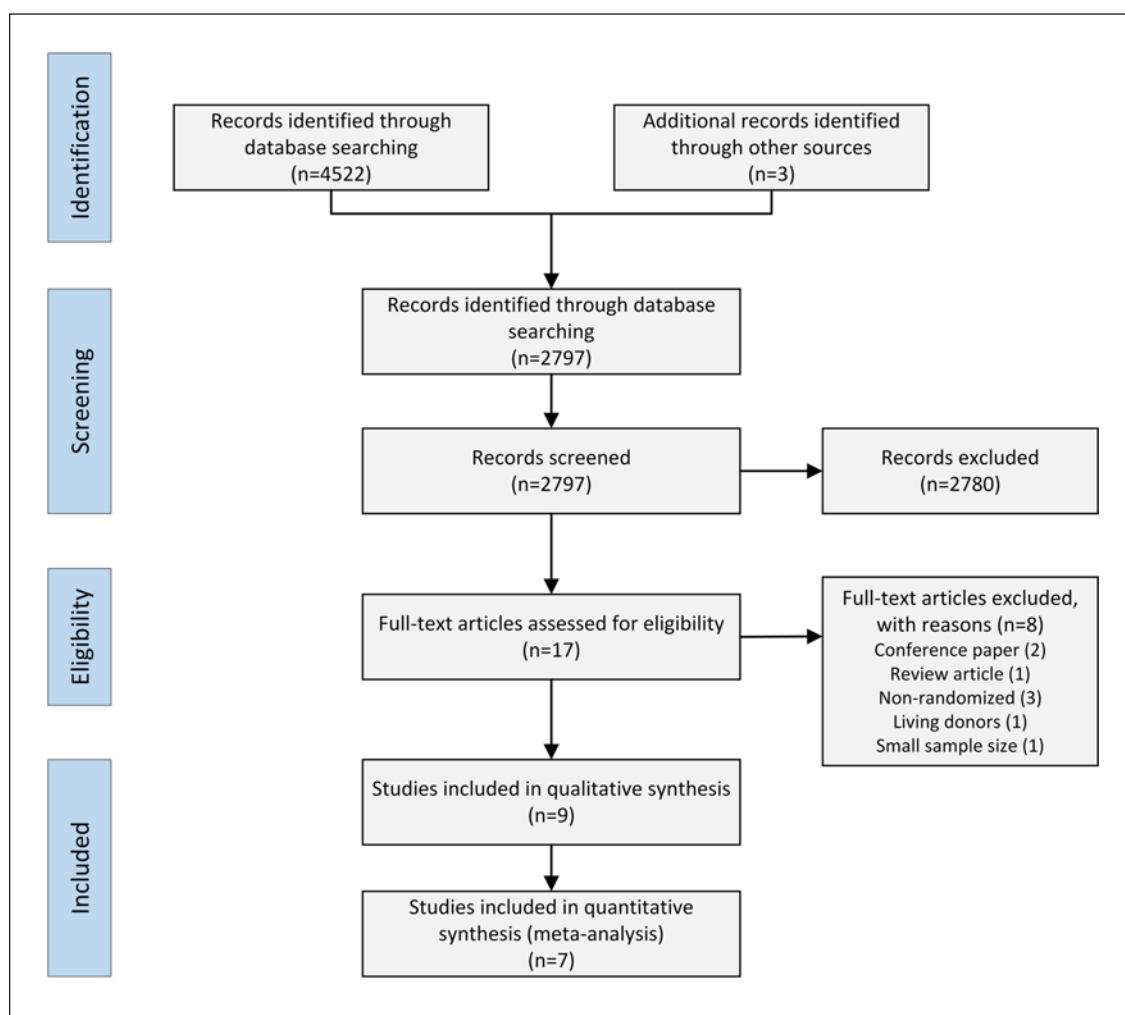 Identification
Records identified through
database searching
(n=4522)
Additional records identified
through other sources
(n=3)
Screening
Records identified through database
searching
(n=2797)
Records screened
(n=2797)
Records excluded
(n=2780)
Eligibility
Full-text articles assessed for eligibility
(n=17)
Full-text articles excluded,
with reasons (n=8)
Conference paper (2)
Review article (1)
Non-randomized (3)
Living donors (1)
Small sample size (1)
Included
Studies included in qualitative synthesis
(n=9)
Studies included in quantitative
synthesis (meta-analysis)
(n=7)